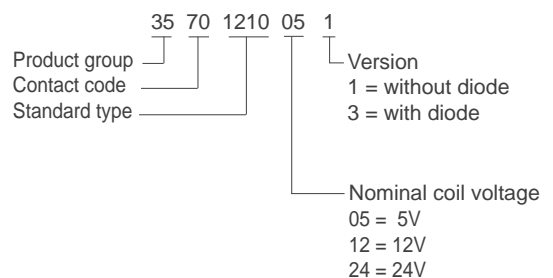 35 70 1210 05 1
Product group
Contact code
Standard type
Version
1 = without diode
3 = with diode
Nominal coil voltage
05 = 5V
12 = 12V
24 = 24V